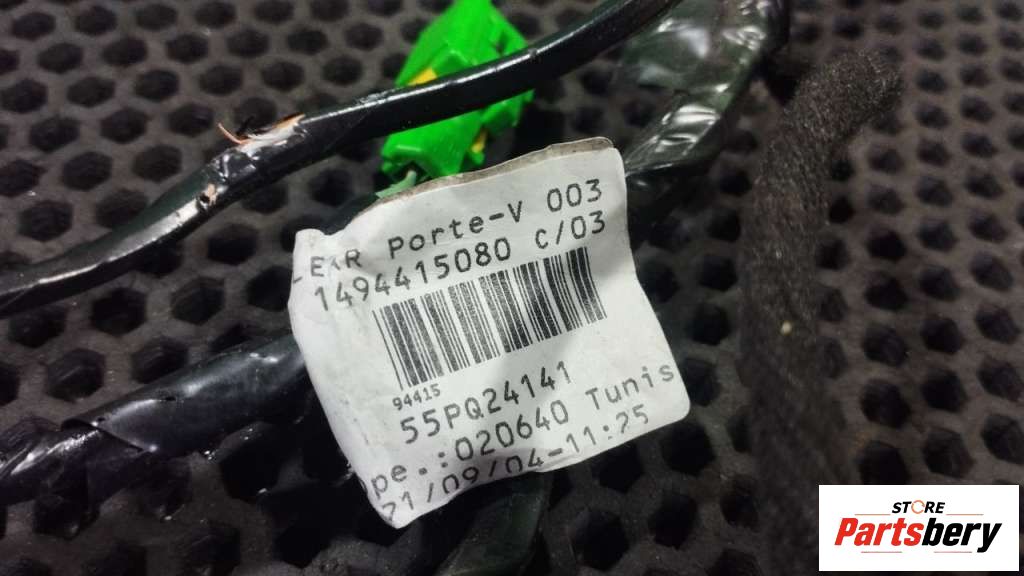 LEAR Porte-V 003
1494415080 C/03
94415
55PQ24141
pe.:020640 Tunis
21/09/04-11:25
STORE
Partsbery